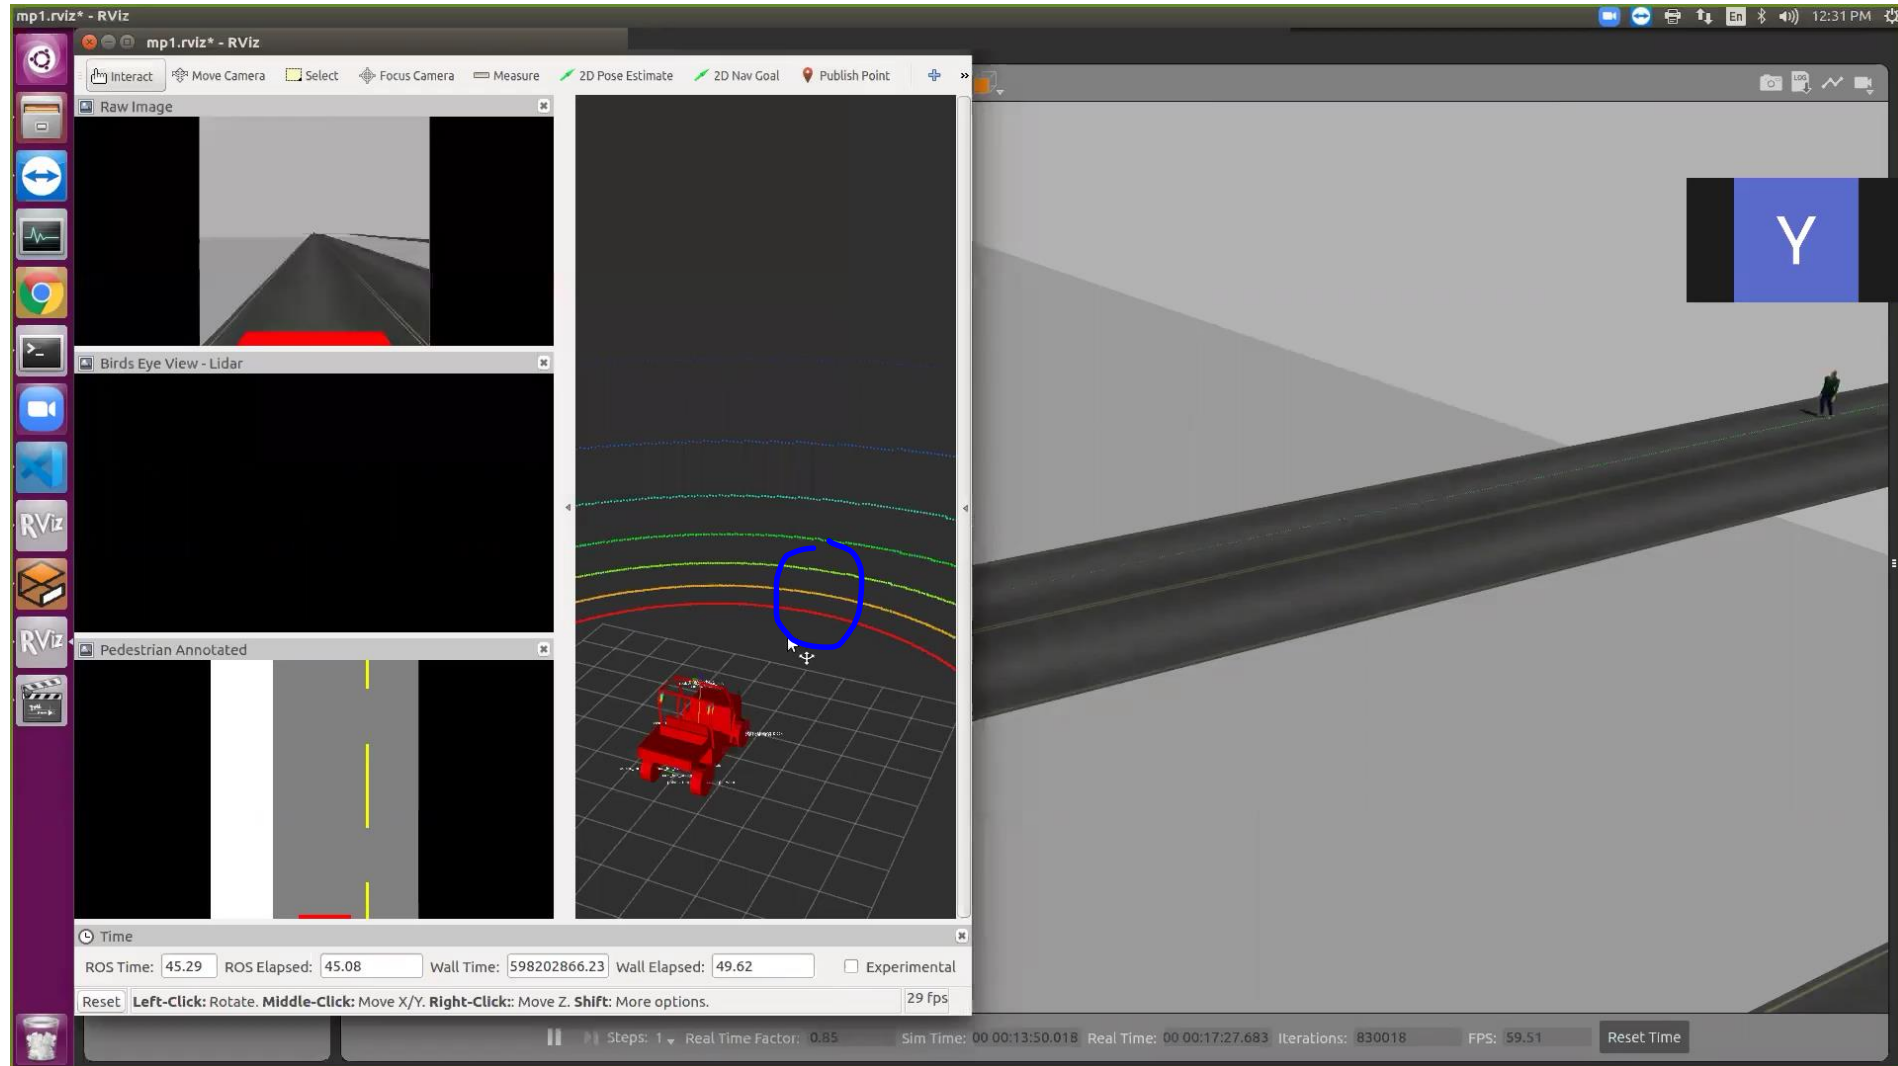 mp1.rviz* - RViz
En
12:31 PM
mp1.rviz* - RViz
Interact
Move Camera
Select
Focus Camera
Measure
2D Pose Estimate
2D Nav Goal
Publish Point
»
LOG
Raw Image
Y
Birds Eye View - Lidar
RViz
RViz
Pedestrian Annotated
Time
ROS Time: 45.29 ROS Elapsed: 45.08 Wall Time: 598202866.23 Wall Elapsed: 49.62 Experimental
Reset Left-Click: Rotate. Middle-Click: Move X/Y. Right-Click:: Move Z. Shift: More options. 29 fps
Steps: 1 Real Time Factor: 0.85 Sim Time: 00 00:13:50.018 Real Time: 00 00:17:27.683 Iterations: 830018 FPS: 59.51 Reset Time